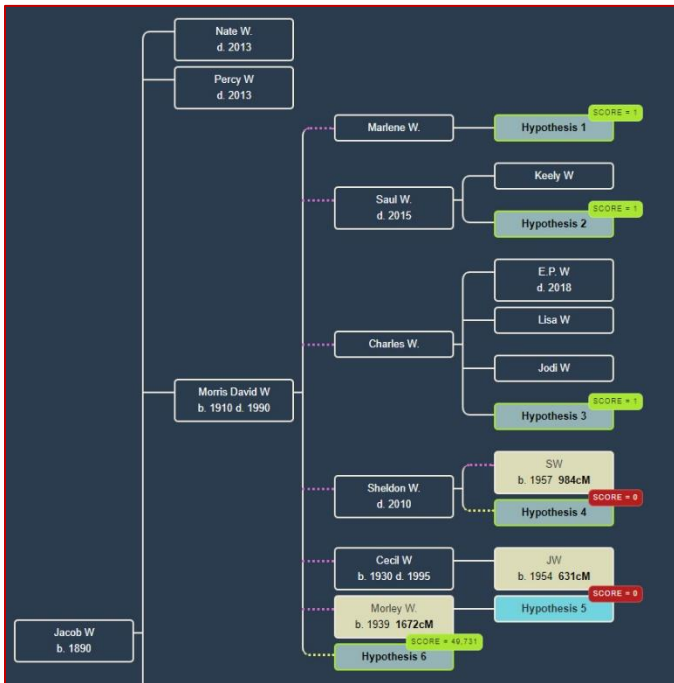 Nate W.
d. 2013
Percy W
d. 2013
SCORE = 1
Marlene W.
Hypothesis 1
Keely W
Saul W.
d. 2015
SCORE = 1
Hypothesis 2
E.P. W
d. 2018
Lisa W
Charles W.
Jodi W
Morris David W
b. 1910 d. 1990
SCORE = 1
Hypothesis 3
SW
b. 1957 984cM
Sheldon W.
d. 2010
SCORE = 0
Hypothesis 4
Cecil W
b. 1930 d. 1995
JW
b. 1954 631cM
SCORE = 0
Morley W.
b. 1939 1672cM
Hypothesis 5
Jacob W
b. 1890
SCORE = 49,731
Hypothesis 6